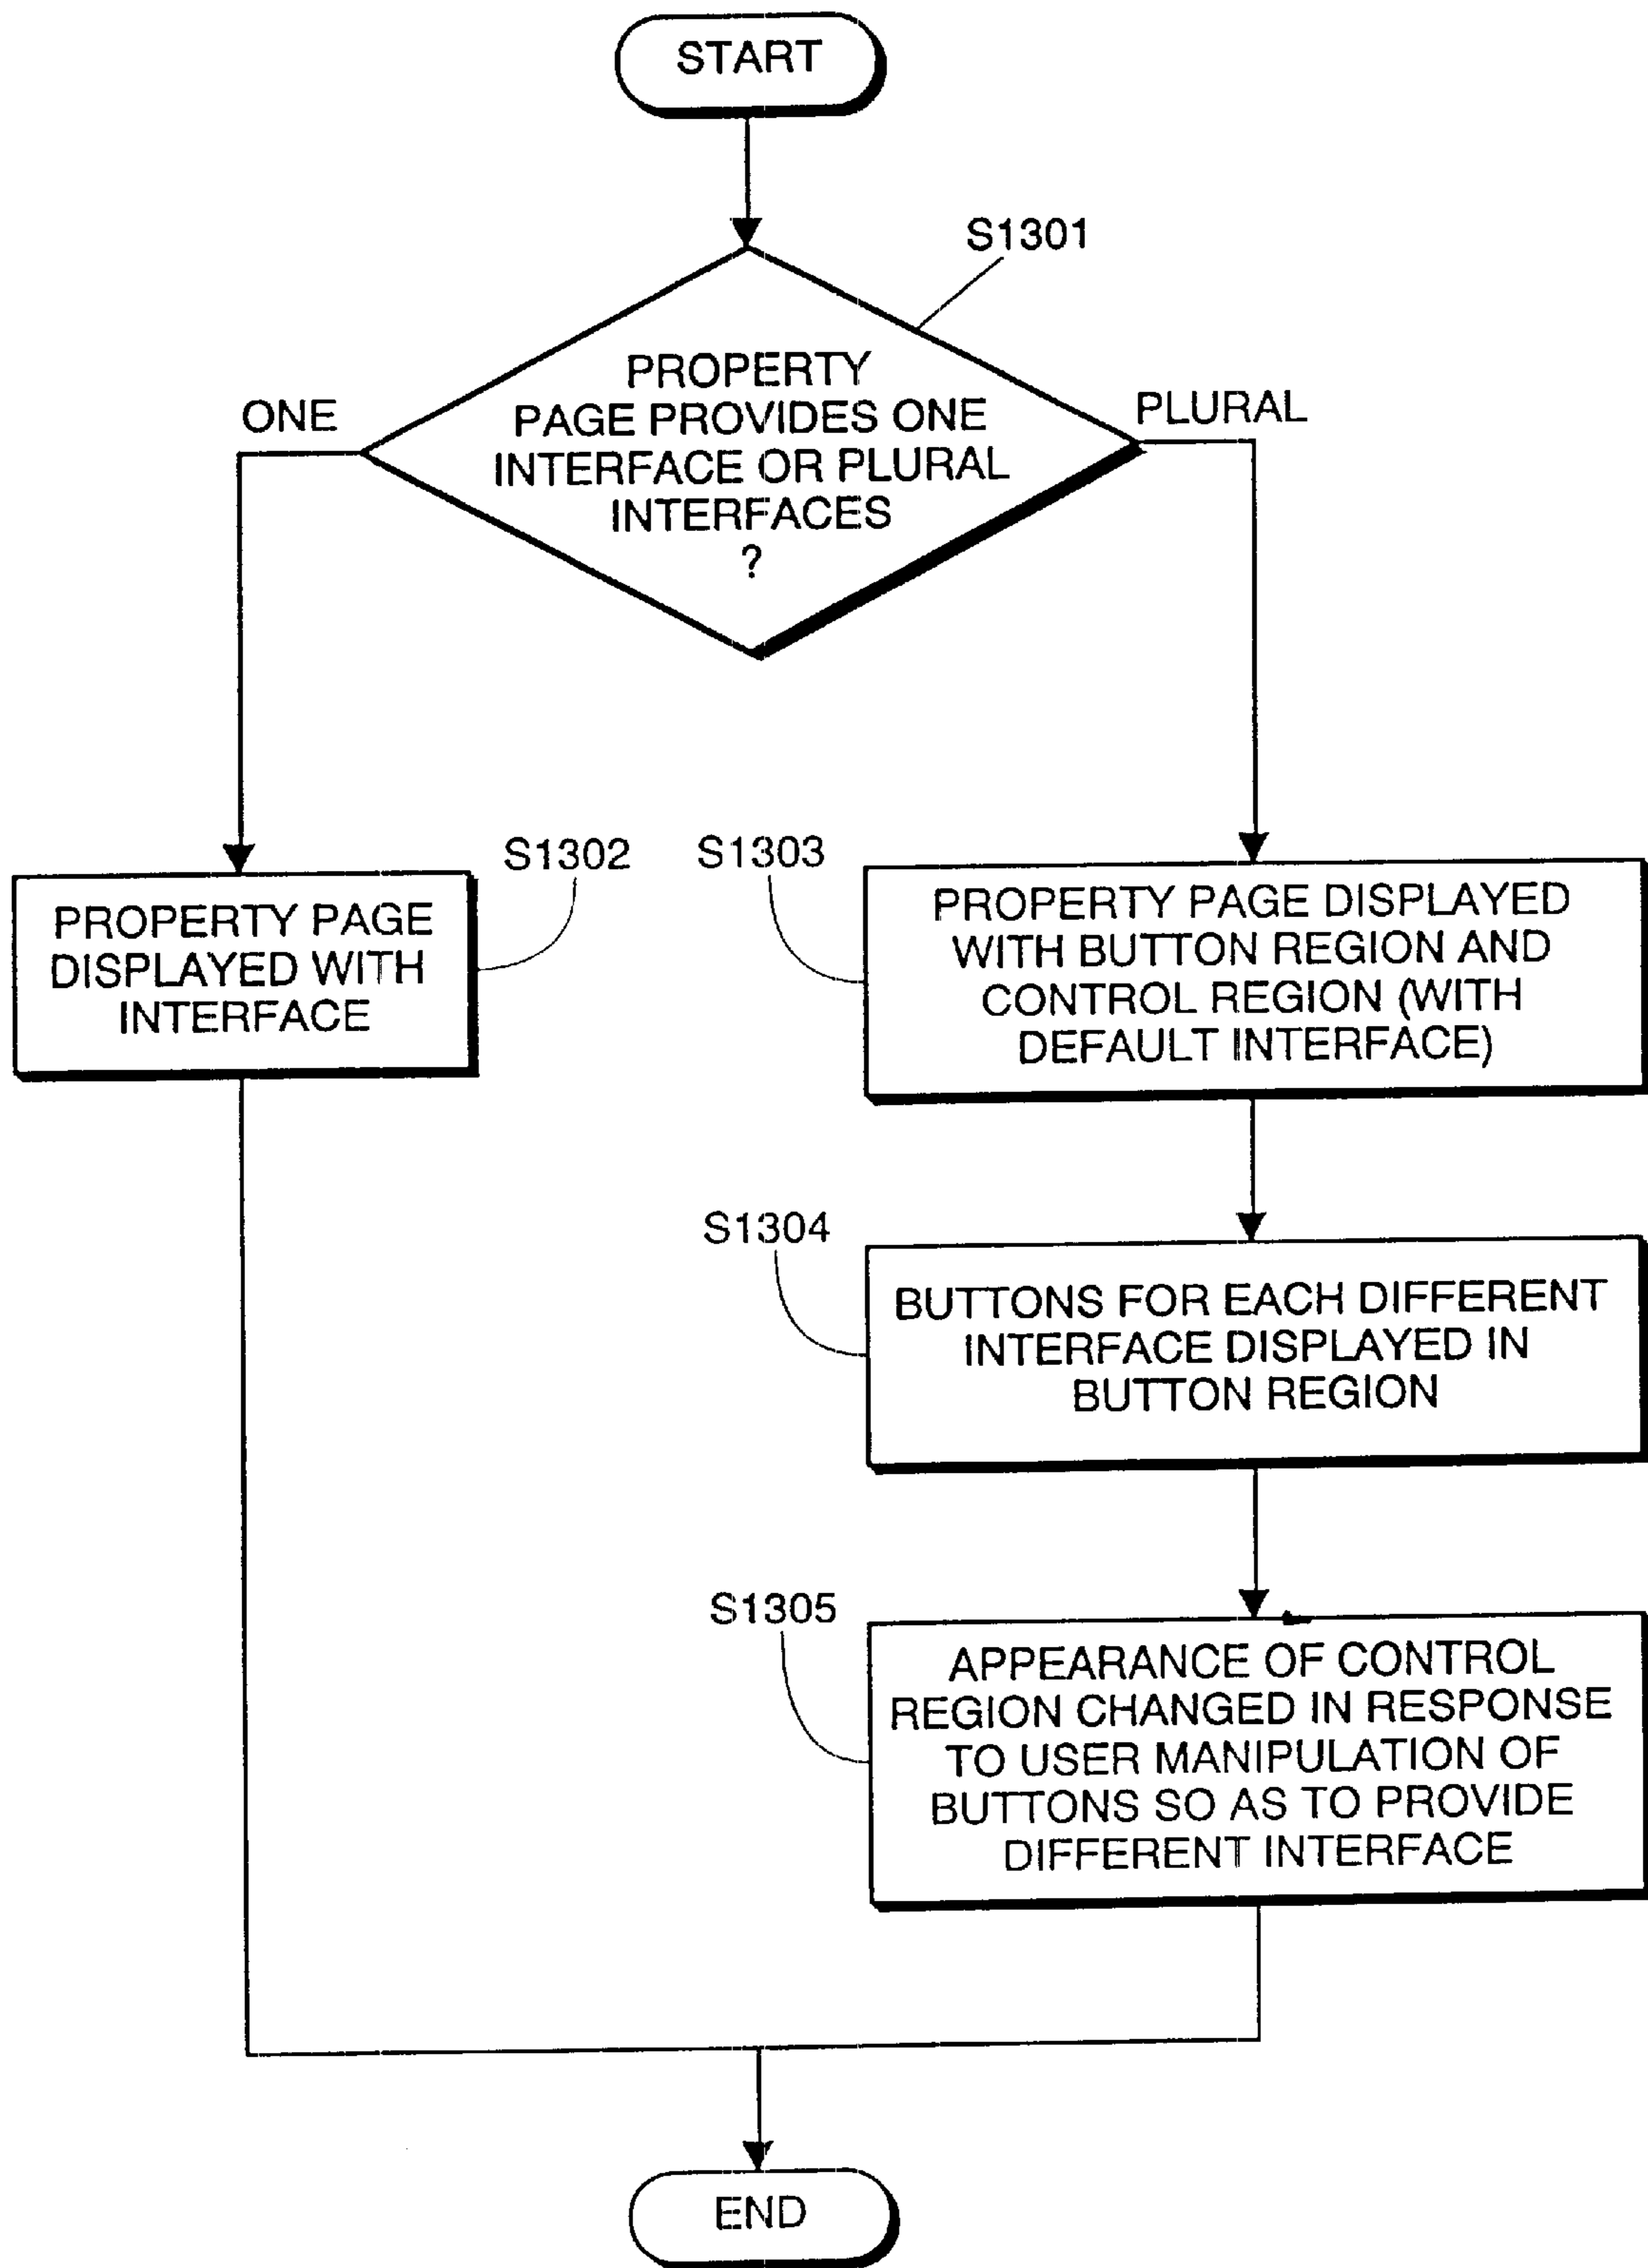 START
S1301
PROPERTY
PAGE PROVIDES ONE
INTERFACE OR PLURAL
INTERFACES
?
ONE
PLURAL
S1302
PROPERTY PAGE
DISPLAYED WITH
INTERFACE
S1303
PROPERTY PAGE DISPLAYED
WITH BUTTON REGION AND
CONTROL REGION (WITH
DEFAULT INTERFACE)
S1304
BUTTONS FOR EACH DIFFERENT
INTERFACE DISPLAYED IN
BUTTON REGION
S1305
APPEARANCE OF CONTROL
REGION CHANGED IN RESPONSE
TO USER MANIPULATION OF
BUTTONS SO AS TO PROVIDE
DIFFERENT INTERFACE
END